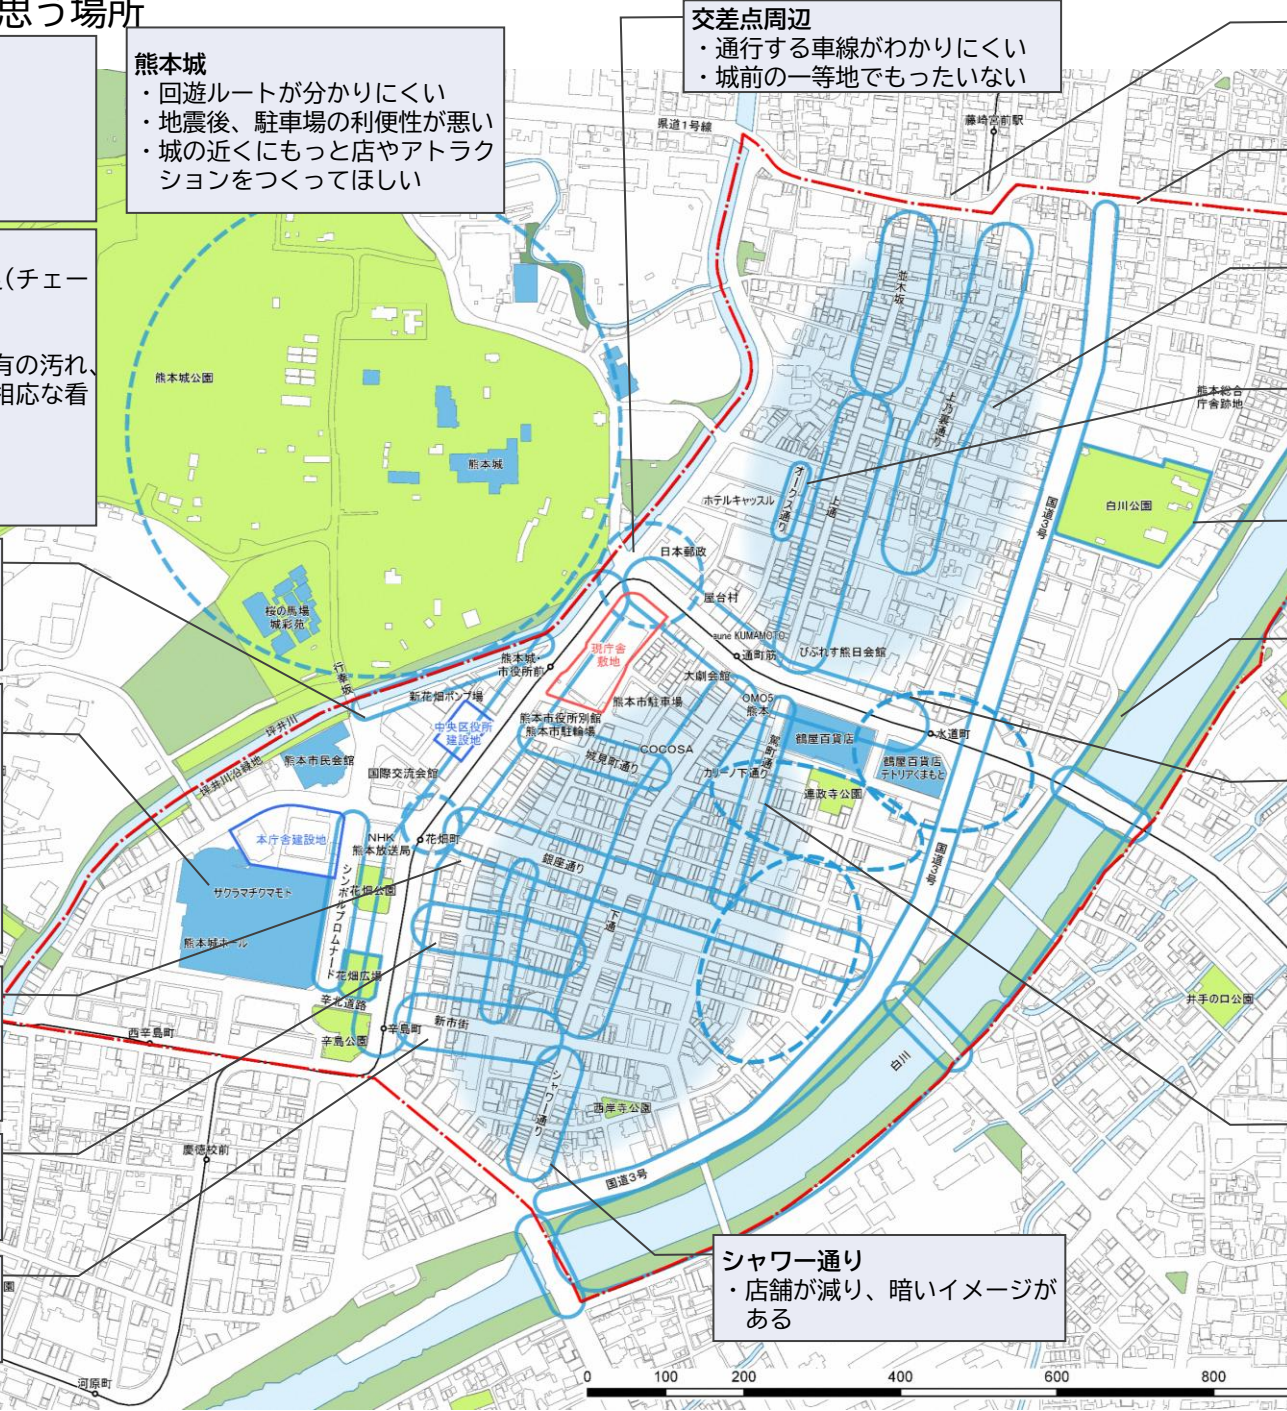 思う場所
熊本城
・回遊ルートが分かりにくい
・地震後、駐車場の利便性が悪い
・城の近くにもっと店やアトラク
ションをつくってほしい
交差点周辺
・通行する車線がわかりにくい
・城前の一等地でもったいない
（チェー
有の汚れ、
相応な看
県道1号線
藤崎宮前駅
並木坂
熊本城公園
上乃裏通り
熊本総合
庁舎跡地
熊本城
オークス通り
上通
国道3号
白川公園
ホテルキャッスル
日本郵政
屋台村
桜の馬場
城彩苑
aune KUMAMOTO
通町筋
びぷれす熊日会館
現庁舎
敷地
熊本城・
市役所前
大劇会館
行幸坂
新花畑ポンプ場
熊本市駐車場
OMO5
熊本
中央区役所
建設地
熊本市役所別館
熊本市駐輪場
鶴屋百貨店
水道町
坪井川
COCOSA
駕町通り
熊本市民会館
城見町通り
カリーノ下通り
鶴屋百貨店
テトリアくまもと
坪井川沿緑地
国際交流会館
蓮政寺公園
本庁舎建設地
NHK
熊本放送局
花畑町
国道3号
銀座通り
サクラマチクマモト
シンボルプロムナード
花畑公園
下通
熊本城ホール
花畑広場
辛北道路
井手の口公園
西辛島町
辛島公園
辛島町
新市街
白川
シャワー通り
西岸寺公園
慶徳校前
国道3号
シャワー通り
・店舗が減り、暗いイメージが
ある
園
河原町
0 100 200 400 600 800